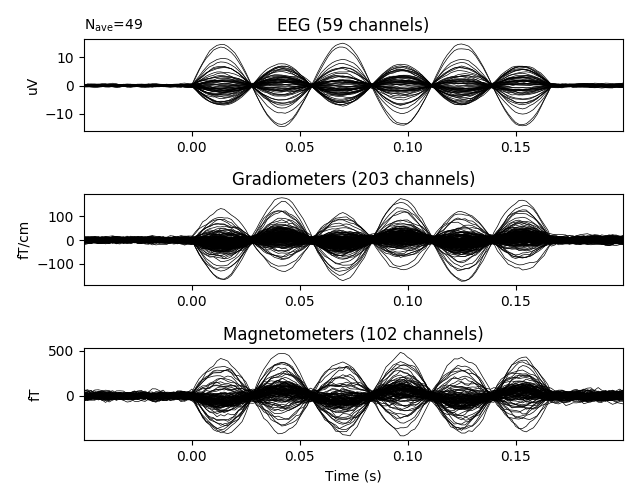 N_ave=49
EEG (59 channels)
10
0
−10
uV
0.00 0.05 0.10 0.15
Gradiometers (203 channels)
100
0
−100
fT/cm
0.00 0.05 0.10 0.15
Magnetometers (102 channels)
500
0
fT
0.00 0.05 0.10 0.15
Time (s)